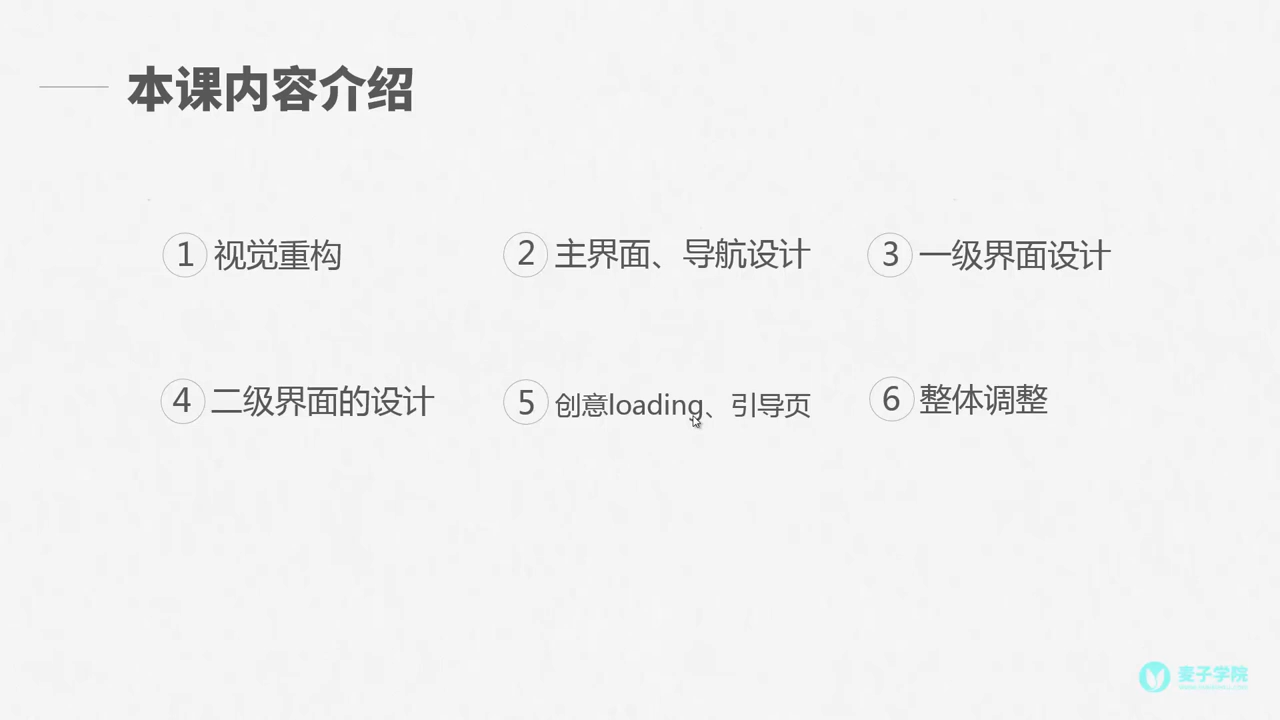 本课内容介绍
1 视觉重构
2 主界面、导航设计
3 一级界面设计
4 二级界面的设计
5 创意loading、引导页
6 整体调整
麦子学院